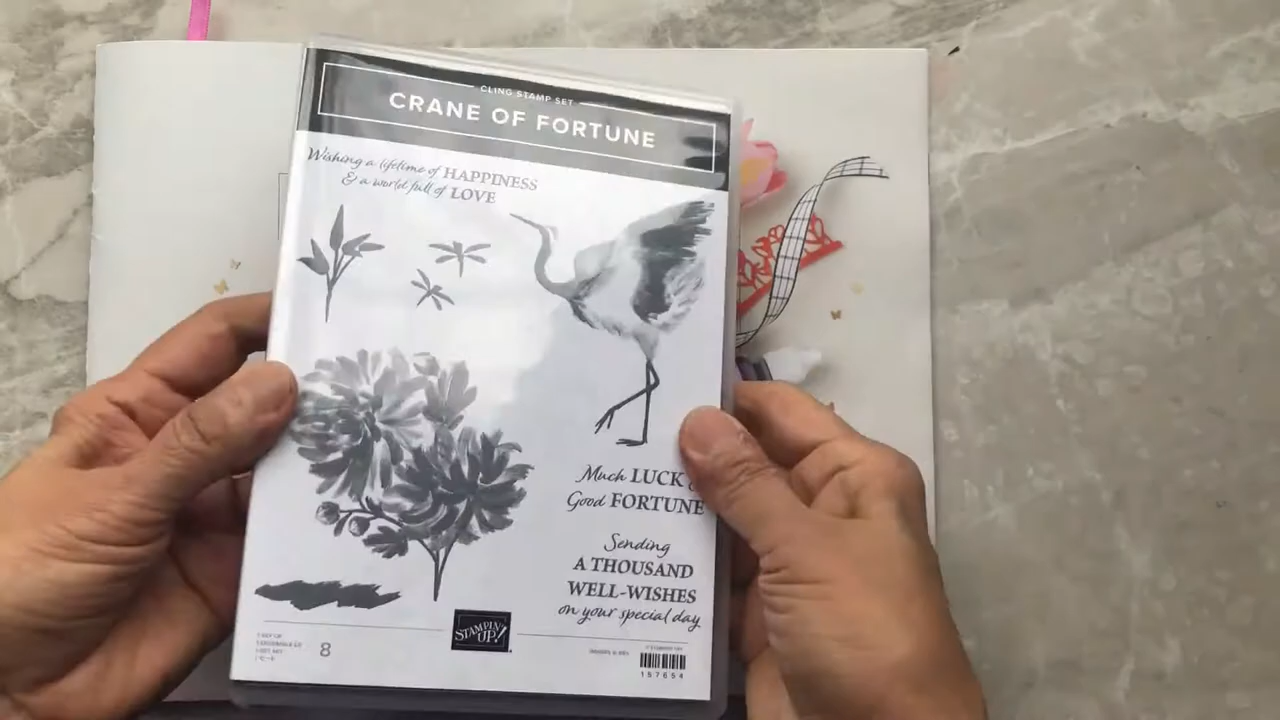 CLING STAMP SET
CRANE OF FORTUNE
Wishing a lifetime of HAPPINESS
& a world full of LOVE
Much LUCK
Good FORTUNE
Sending
A THOUSAND
WELL-WISHES
on your special day
STAMPIN'
UP!
8
157654